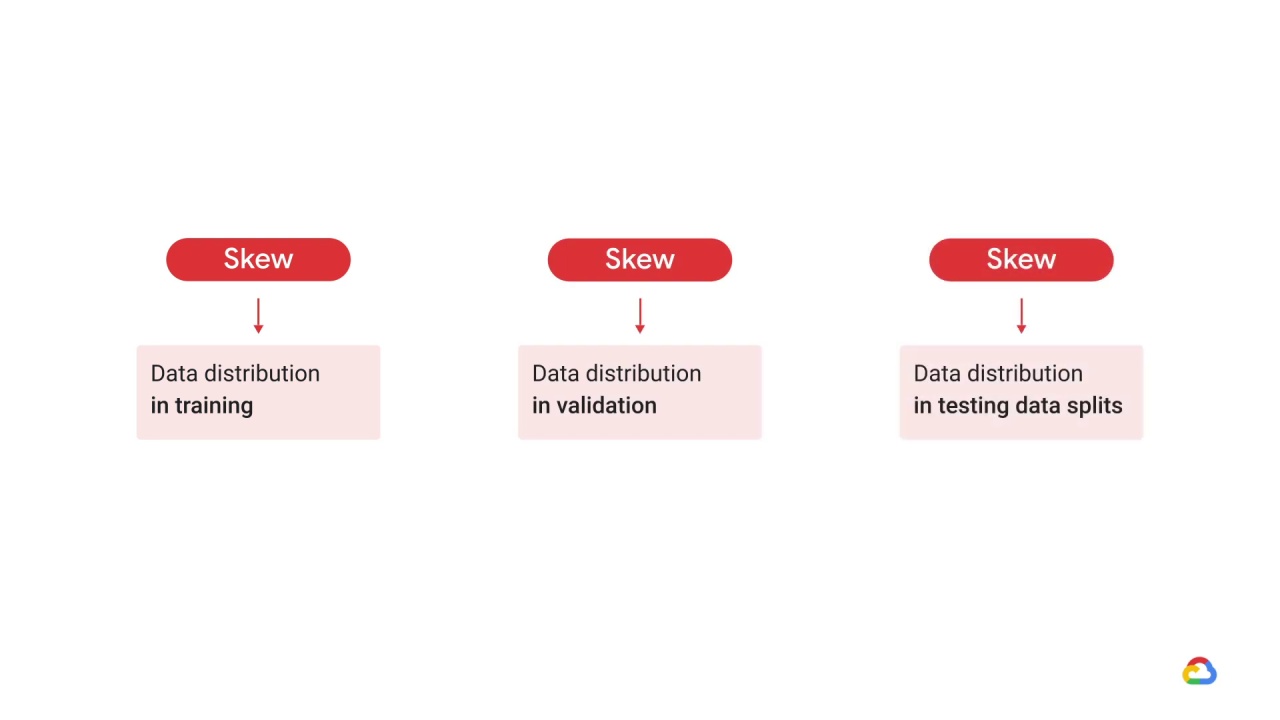 Skew
Data distribution
in training
Skew
Data distribution
in validation
Skew
Data distribution
in testing data splits